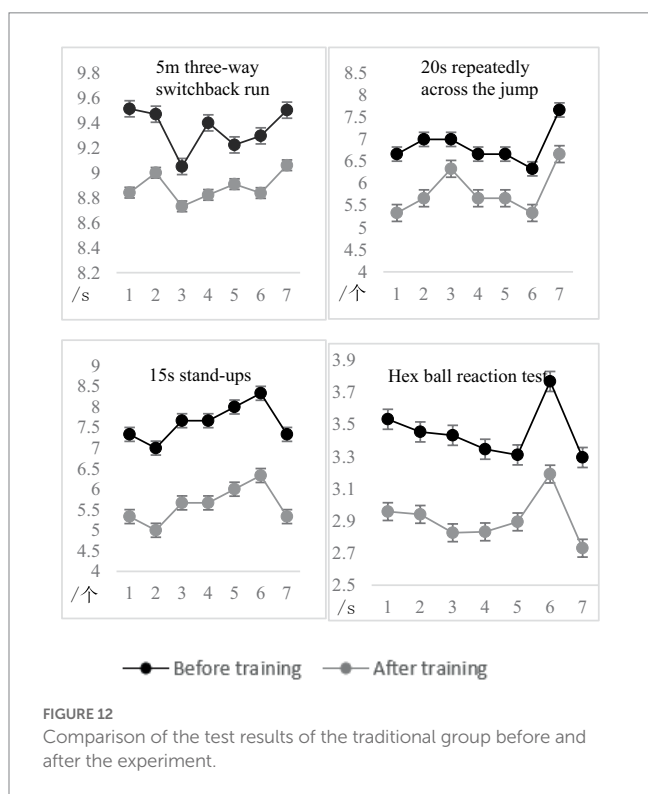 5m three-way
switchback run
9.8
9.6
9.4
9.2
9
8.8
8.6
8.4
8.2
/s
1 2 3 4 5 6 7
20s repeatedly
across the jump
8.5
8
7.5
7
6.5
6
5.5
5
4.5
4
/个
1 2 3 4 5 6 7
15s stand-ups
9
8.5
8
7.5
7
6.5
6
5.5
5
4.5
4
/个
1 2 3 4 5 6 7
Hex ball reaction test
3.9
3.7
3.5
3.3
3.1
2.9
2.7
2.5
/s
1 2 3 4 5 6 7
Before training After training
FIGURE 12
Comparison of the test results of the traditional group before and
after the experiment.